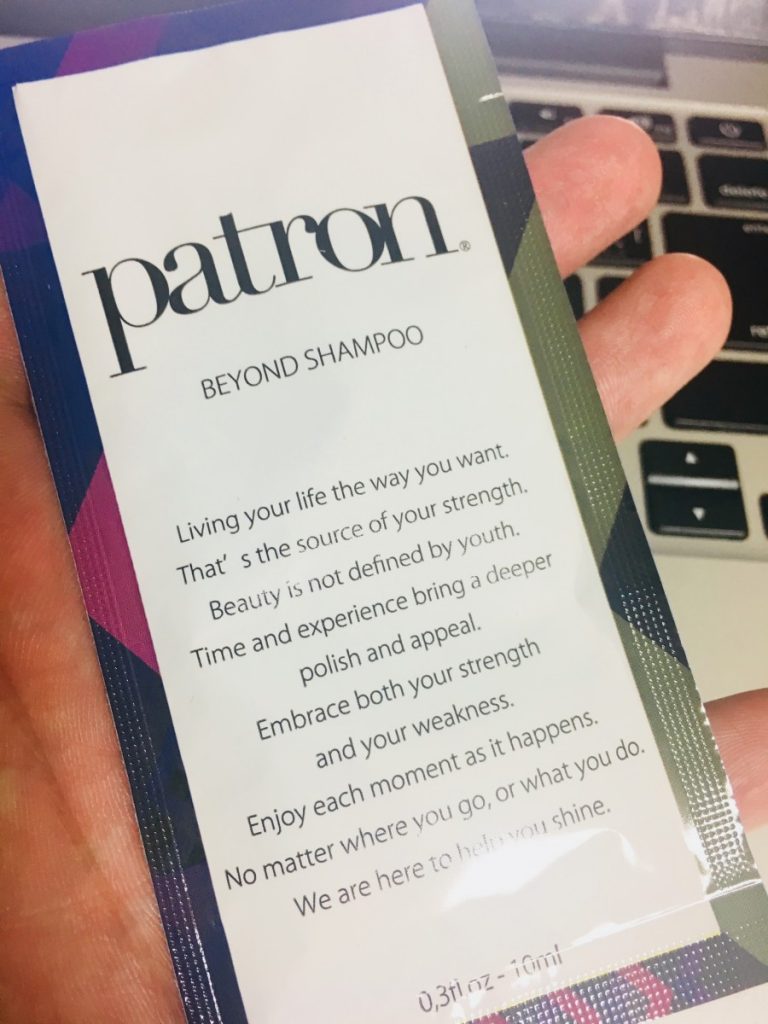 patron®
BEYOND SHAMPOO
Living your life the way you want.
That's the source of your strength.
Beauty is not defined by youth.
Time and experience bring a deeper
polish and appeal.
Embrace both your strength
and your weakness.
Enjoy each moment as it happens.
No matter where you go, or what you do.
We are here to help you shine.
0,3fl oz - 10ml
delete